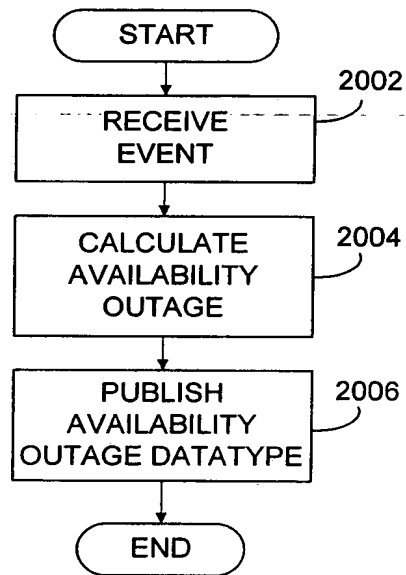 START
2002
RECEIVE
EVENT
2004
CALCULATE
AVAILABILITY
OUTAGE
2006
PUBLISH
AVAILABILITY
OUTAGE DATATYPE
END